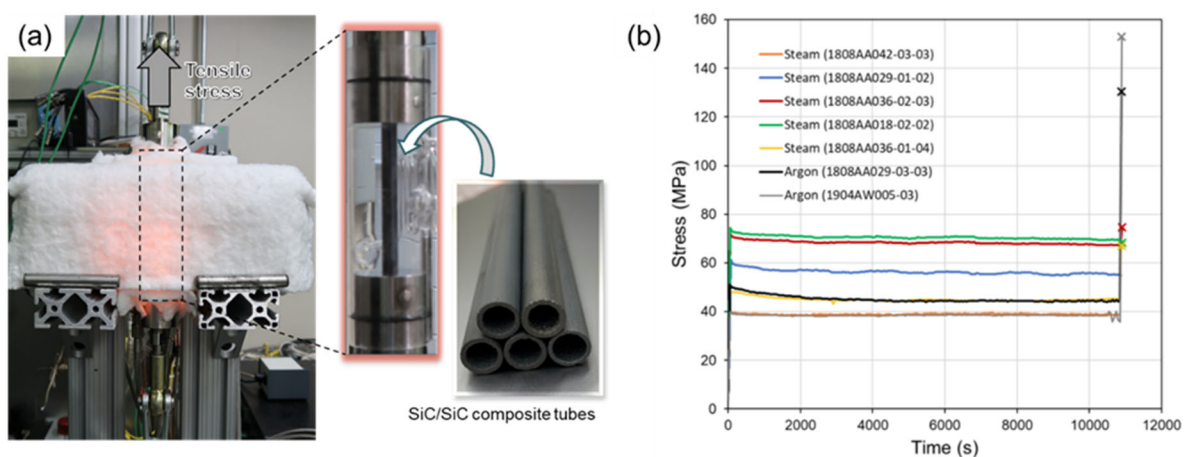 (a)
Tensile
stress
SiC/SiC composite tubes
(b)
160
140
120
100
80
60
40
20
0
Stress (MPa)
Steam (1808AA042-03-03)
Steam (1808AA029-01-02)
Steam (1808AA036-02-03)
Steam (1808AA018-02-02)
Steam (1808AA036-01-04)
Argon (1808AA029-03-03)
Argon (1904AW005-03)
0 2000 4000 6000 8000 10000 12000
Time (s)